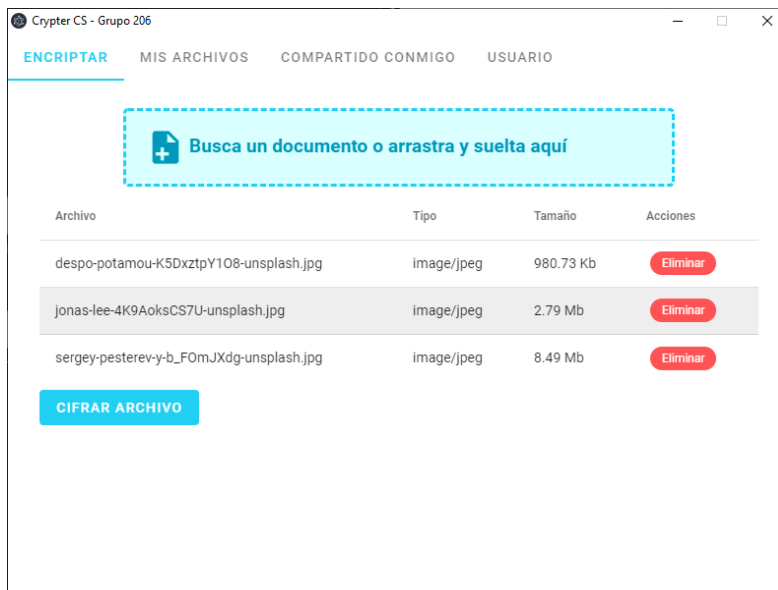 Crypter CS - Grupo 206
ENCRIPTAR MIS ARCHIVOS COMPARTIDO CONMIGO USUARIO
Busca un documento o arrastra y suelta aquí
Archivo Tipo Tamaño Acciones
despo-potamou-K5DxztpY1O8-unsplash.jpg image/jpeg 980.73 Kb Eliminar
jonas-lee-4K9AoksCS7U-unsplash.jpg image/jpeg 2.79 Mb Eliminar
sergey-pesterev-y-b_FOmJXdg-unsplash.jpg image/jpeg 8.49 Mb Eliminar
CIFRAR ARCHIVO